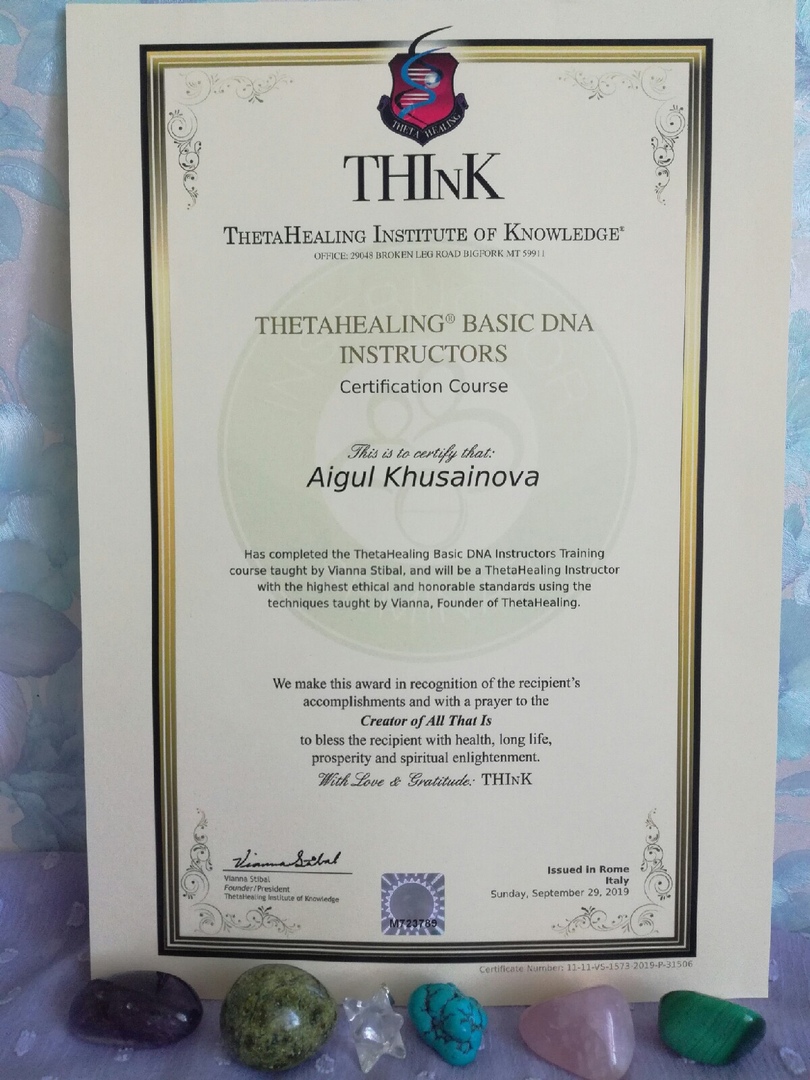 THETA HEALING
THInK
ThetaHealing Institute of Knowledge®
OFFICE: 29048 BROKEN LEG ROAD BIGFORK MT 59911
THETAHEALING® BASIC DNA
INSTRUCTORS
Certification Course
This is to certify that:
Aigul Khusainova
Has completed the ThetaHealing Basic DNA Instructors Training
course taught by Vianna Stibal, and will be a ThetaHealing Instructor
with the highest ethical and honorable standards using the
techniques taught by Vianna, Founder of ThetaHealing.
We make this award in recognition of the recipient's
accomplishments and with a prayer to the
Creator of All That Is
to bless the recipient with health, long life,
prosperity and spiritual enlightenment.
With Love & Gratitude: THInK
Vianna Stibal
Vianna Stibal
Founder/President
ThetaHealing Institute of Knowledge
M723789
Issued in Rome
Italy
Sunday, September 29, 2019
Certificate Number: 11-11-VS-1573-2019-P-31506